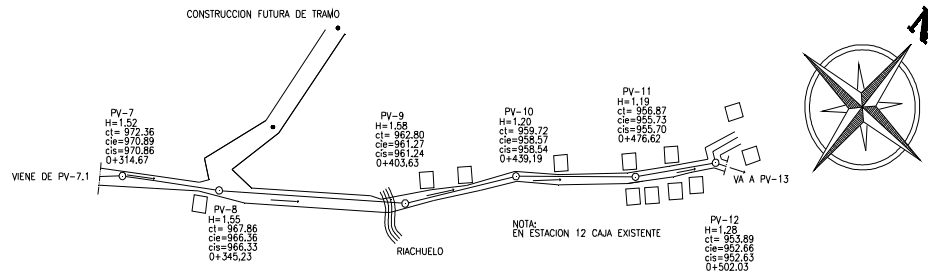 CONSTRUCCION FUTURA DE TRAMO
N
PV-7
H=1.52
ct= 972.36
cie= 970.89
cis= 970.86
0+314,67
VIENE DE PV-7.1
PV-8
H=1,55
ct= 967.86
cie=966.36
cis=966.33
0+345,23
PV-9
H=1.58
ct= 962.80
cie=961.27
cis=961.24
0+403,63
RIACHUELO
PV-10
H=1.20
ct= 959.72
cie=958.57
cis=958.54
0+439,19
NOTA:
EN ESTACION 12 CAJA EXISTENTE
PV-11
H=1,19
ct= 956.87
cie=955.73
cis=955.70
0+476,62
VA A PV-13
PV-12
H=1.28
ct= 953.89
cie=952.66
cis=952.63
0+502.03